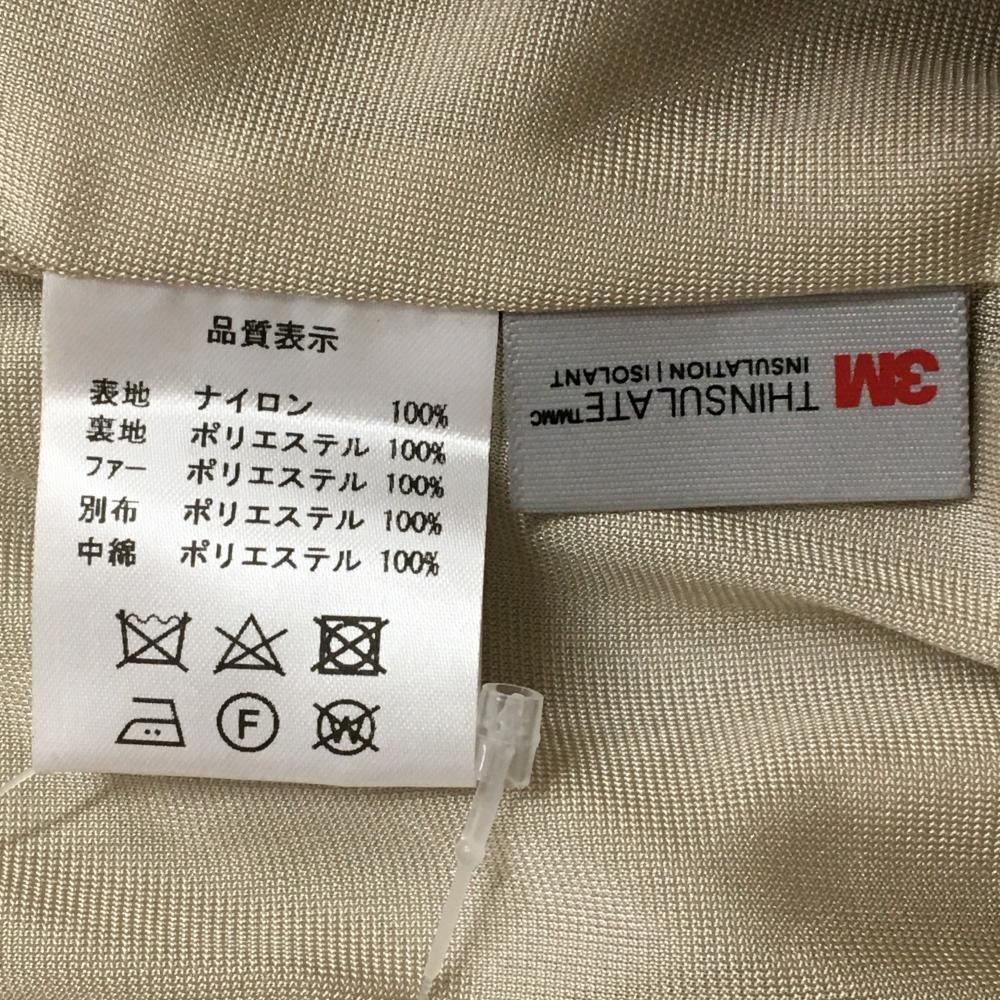 品質表示
表地 ナイロン 100%
裏地 ポリエステル 100%
ファー ポリエステル 100%
別布 ポリエステル 100%
中綿 ポリエステル 100%
F
W
3M
THINSULATE™MC
INSULATION | ISOLANT